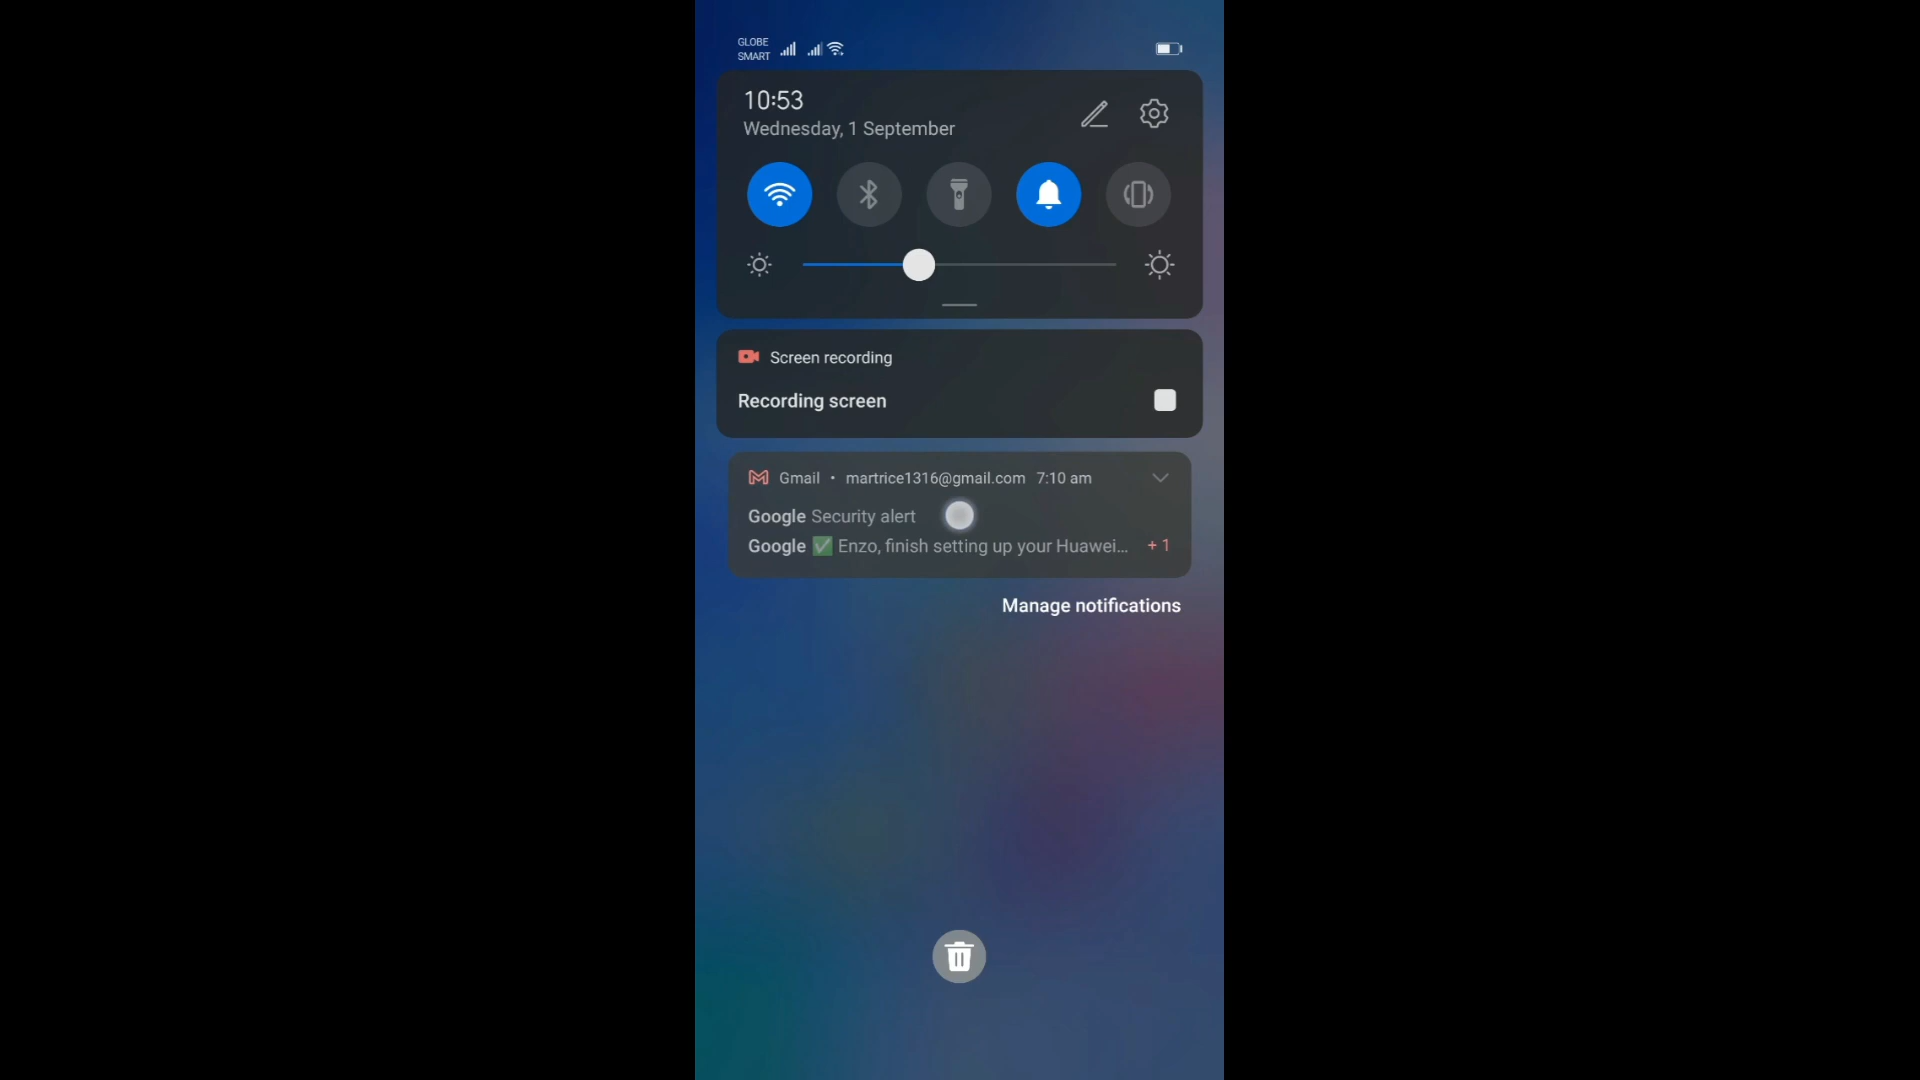 GLOBE
SMART
10:53
Wednesday, 1 September
Screen recording
Recording screen
Gmail • martrice1316@gmail.com 7:10 am
Google Security alert
Google ✅ Enzo, finish setting up your Huawei... + 1
Manage notifications